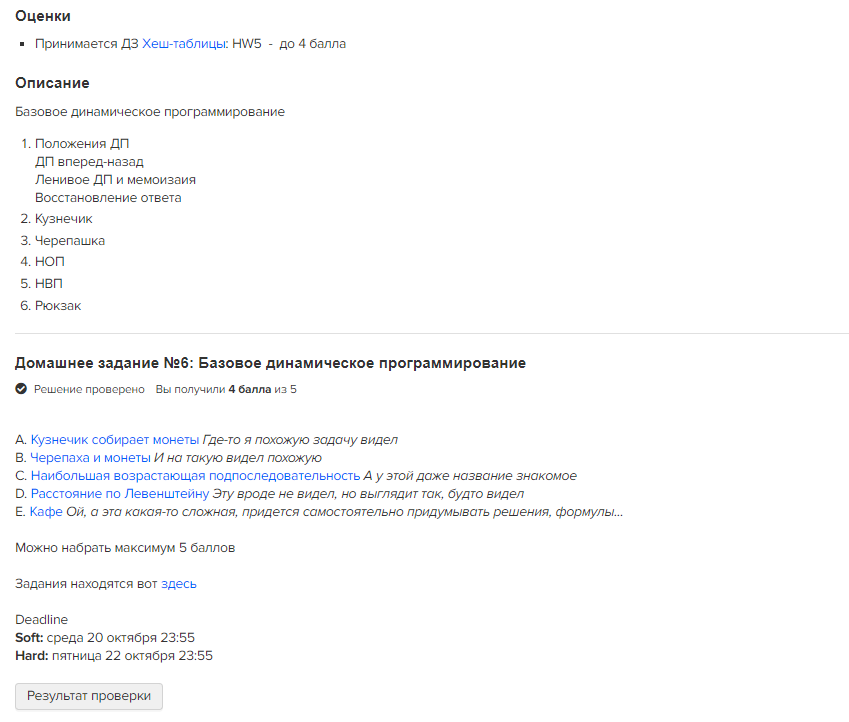 Оценки
▪ Принимается ДЗ Хеш-таблицы: HW5 - до 4 балла
Описание
Базовое динамическое программирование
1. Положения ДП
ДП вперед-назад
Ленивое ДП и мемоизаия
Восстановление ответа
2. Кузнечик
3. Черепашка
4. НОП
5. НВП
6. Рюкзак
Домашнее задание №6: Базовое динамическое программирование
Решение проверено Вы получили 4 балла из 5
A. Кузнечик собирает монеты Где-то я похожую задачу видел
B. Черепаха и монеты И на такую видел похожую
C. Наибольшая возрастающая подпоследовательность А у этой даже название знакомое
D. Расстояние по Левенштейну Эту вроде не видел, но выглядит так, будто видел
E. Кафе Ой, а эта какая-то сложная, придется самостоятельно придумывать решения, формулы...
Можно набрать максимум 5 баллов
Задания находятся вот здесь
Deadline
Soft: среда 20 октября 23:55
Hard: пятница 22 октября 23:55
Результат проверки